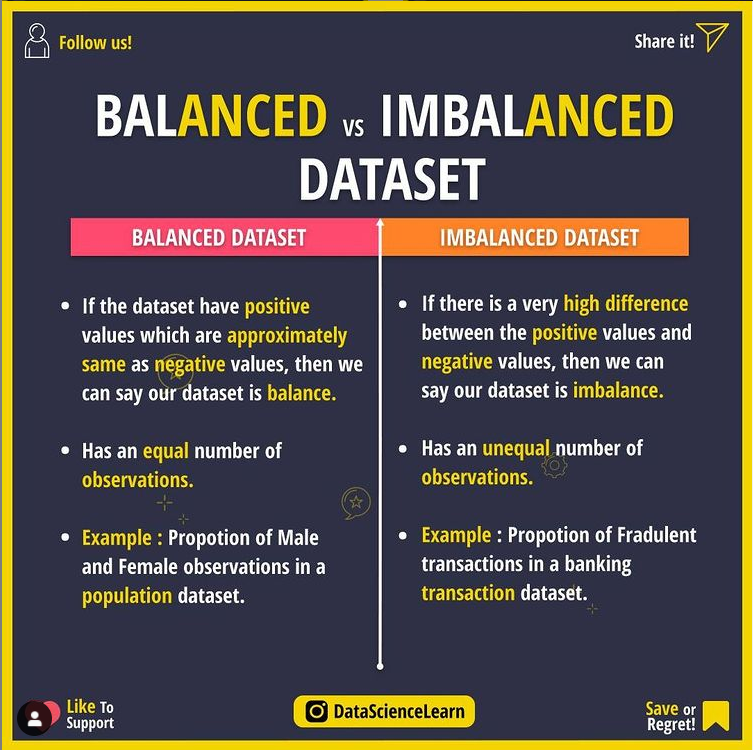 Follow us!
Share it!
BALANCED VS IMBALANCED
DATASET
BALANCED DATASET
If the dataset have positive
values which are approximately
same as negative values, then we
can say our dataset is balance.
Has an equal number of
observations.
Example : Propotion of Male
and Female observations in a
population dataset.
IMBALANCED DATASET
If there is a very high difference
between the positive values and
negative values, then we can
say our dataset is imbalance.
Has an unequal number of
observations.
Example : Propotion of Fradulent
transactions in a banking
transaction dataset.
Like To
Support
DataScienceLearn
Save or
Regret!